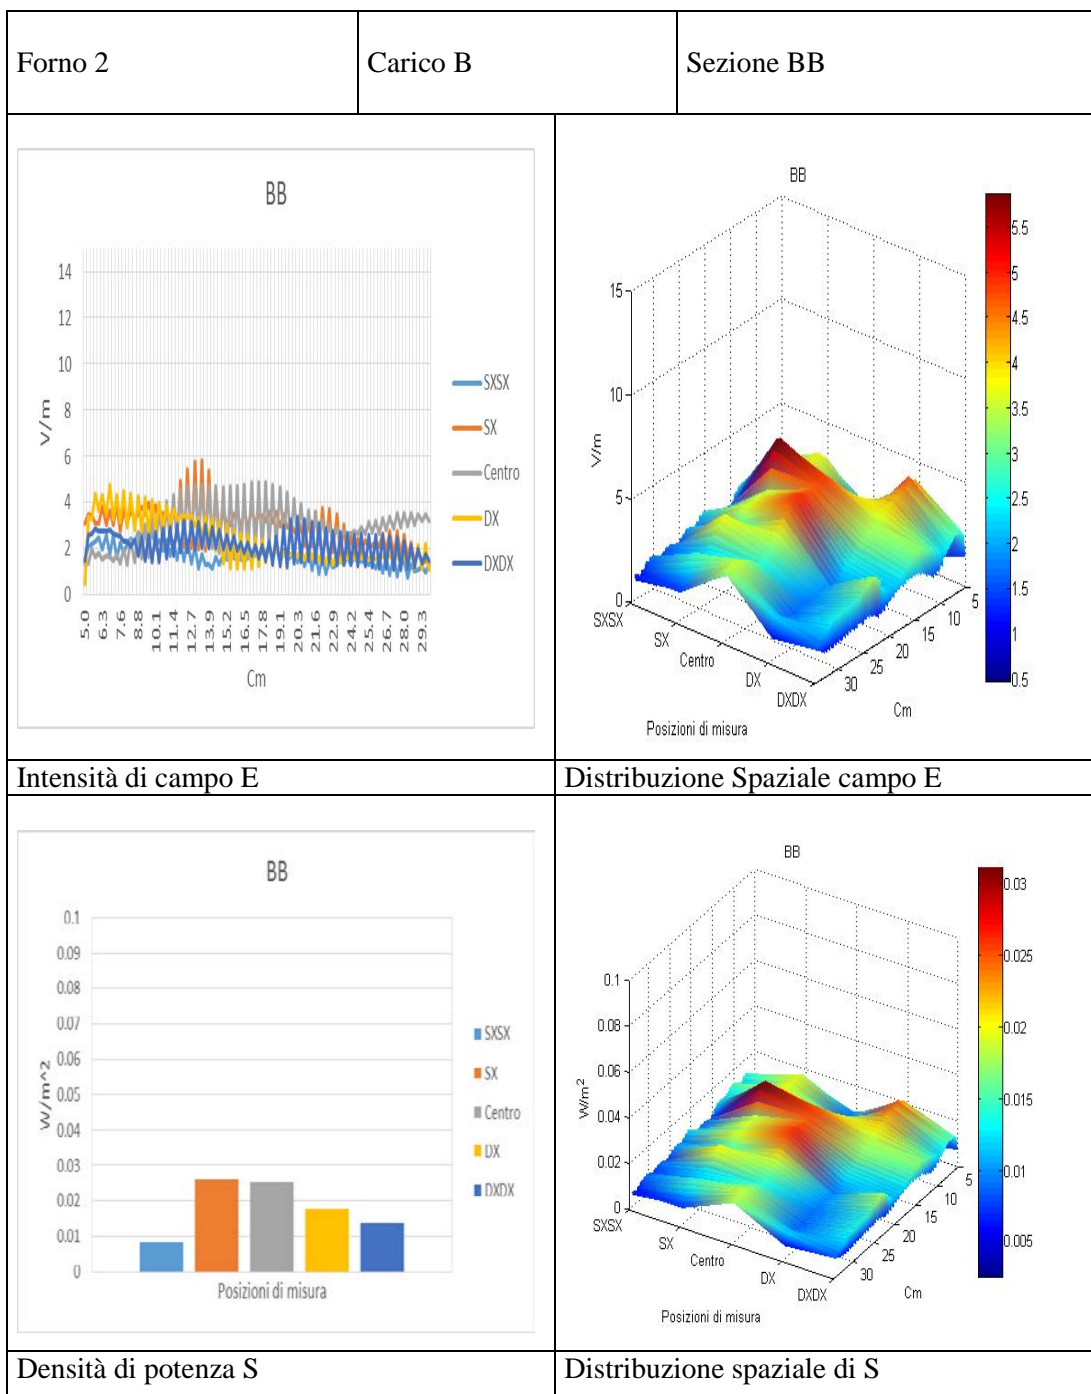 Forno 2
Carico B
Sezione BB
BB
14
12
10
8
6
4
2
0
V/m
5.0
6.3
7.6
8.8
10.1
11.4
12.7
13.9
15.2
16.5
17.8
19.1
20.3
21.6
22.9
24.2
25.4
26.7
28.0
29.3
Cm
SXSX
SX
Centro
DX
DXDX
BB
15
10
5
0
V/m
SXSX
SX
Centro
DX
DXDX
Posizioni di misura
30
25
20
15
10
5
Cm
5.5
5
4.5
4
3.5
3
2.5
2
1.5
1
0.5
Intensità di campo E
Distribuzione Spaziale campo E
BB
0.1
0.09
0.08
0.07
0.06
0.05
0.04
0.03
0.02
0.01
0
W/m^2
Posizioni di misura
SXSX
SX
Centro
DX
DXDX
BB
0.1
0.08
0.06
0.04
0.02
0
W/m²
SXSX
SX
Centro
DX
DXDX
Posizioni di misura
30
25
20
15
10
5
Cm
0.03
0.025
0.02
0.015
0.01
0.005
Densità di potenza S
Distribuzione spaziale di S